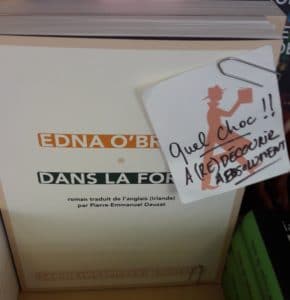 EDNA O'BR
DANS LA FOR
roman traduit de l'anglais (Irlande)
par Pierre-Emmanuel Dauzat
Quel choc !!
A (RE)DÉCOUVRIR
ABSOLUMENT